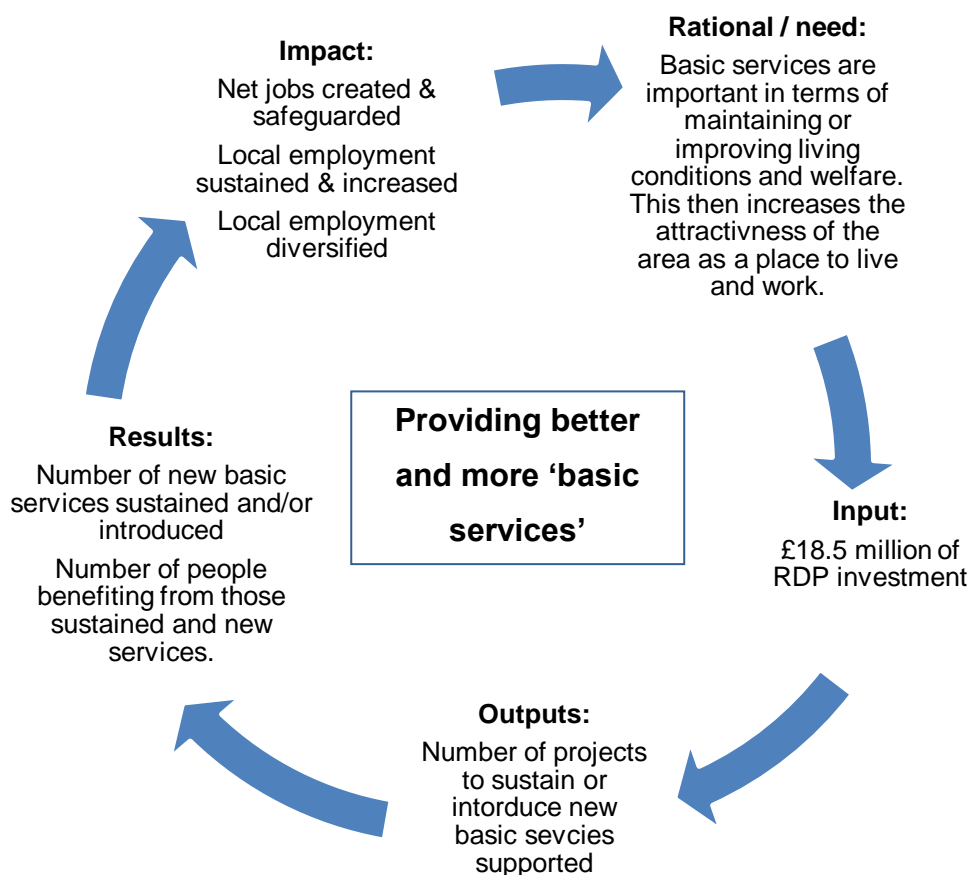 Rational / need:
Basic services are
important in terms of
maintaining or
improving living
conditions and welfare.
This then increases the
attractivness of the
area as a place to live
and work.
Input:
£18.5 million of
RDP investment
Outputs:
Number of projects
to sustain or
intorduce new
basic sevcies
supported
Results:
Number of new basic
services sustained and/or
introduced
Number of people
benefiting from those
sustained and new
services.
Impact:
Net jobs created &
safeguarded
Local employment
sustained & increased
Local employment
diversified
Providing better
and more ‘basic
services’